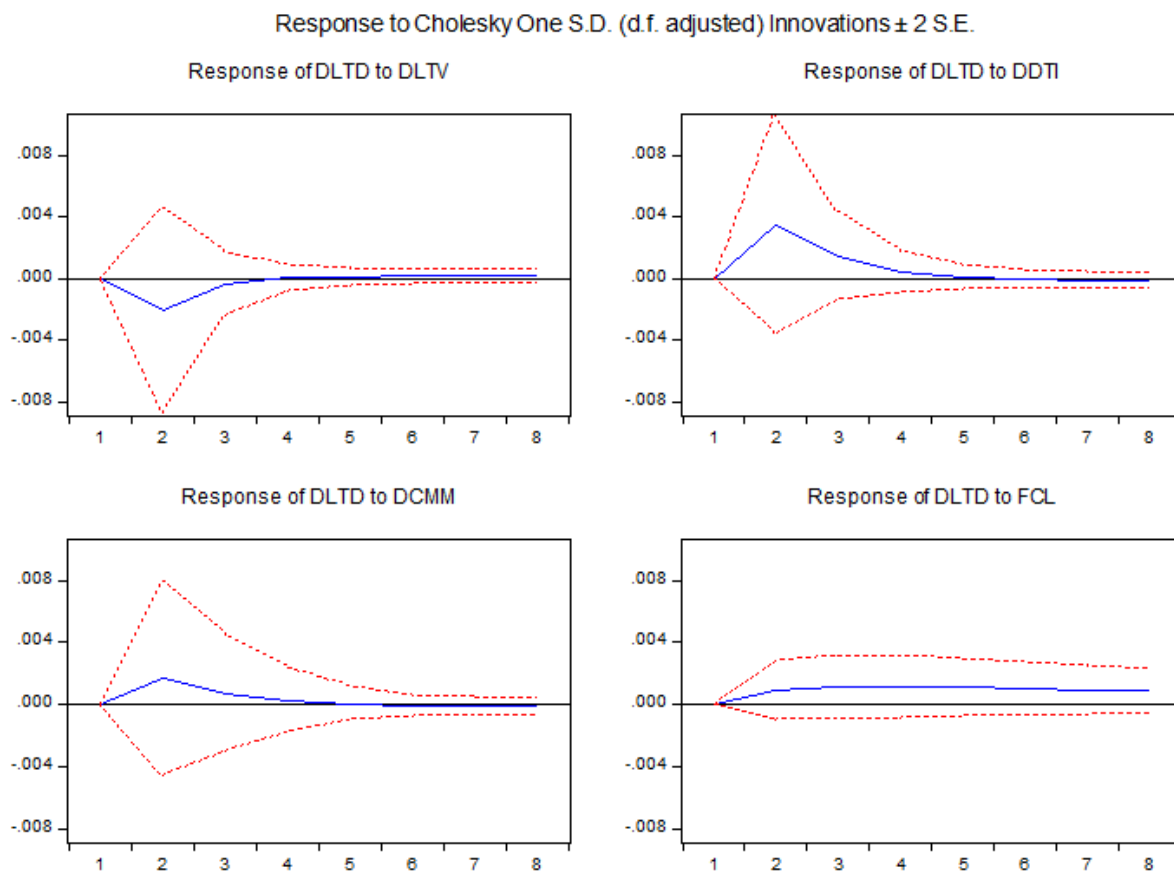 Response to Cholesky One S.D. (d.f. adjusted) Innovations ± 2 S.E.
Response of DLTD to DLTV
.008
.004
.000
-.004
-.008
1 2 3 4 5 6 7 8
Response of DLTD to DDTI
.008
.004
.000
-.004
-.008
1 2 3 4 5 6 7 8
Response of DLTD to DCMM
.008
.004
.000
-.004
-.008
1 2 3 4 5 6 7 8
Response of DLTD to FCL
.008
.004
.000
-.004
-.008
1 2 3 4 5 6 7 8